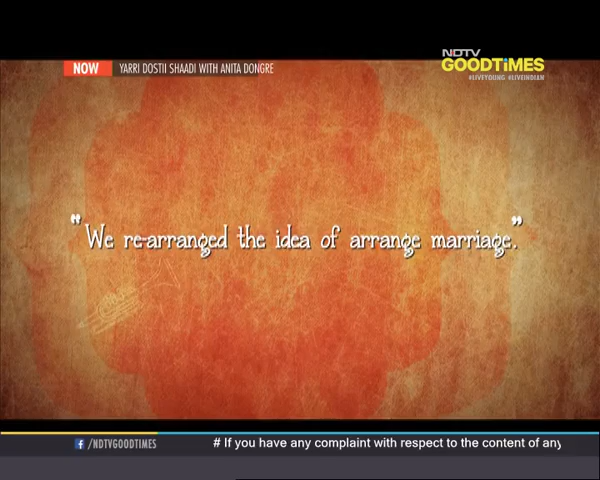 NDTV
GOODTiMES
#LIVEYOUNG #LIVEINDIAN
NOW YARRI DOSTII SHAADI WITH ANITA DONGRE
"We re-arranged the idea of arrange marriage."
f /NDTVGOODTIMES # If you have any complaint with respect to the content of any